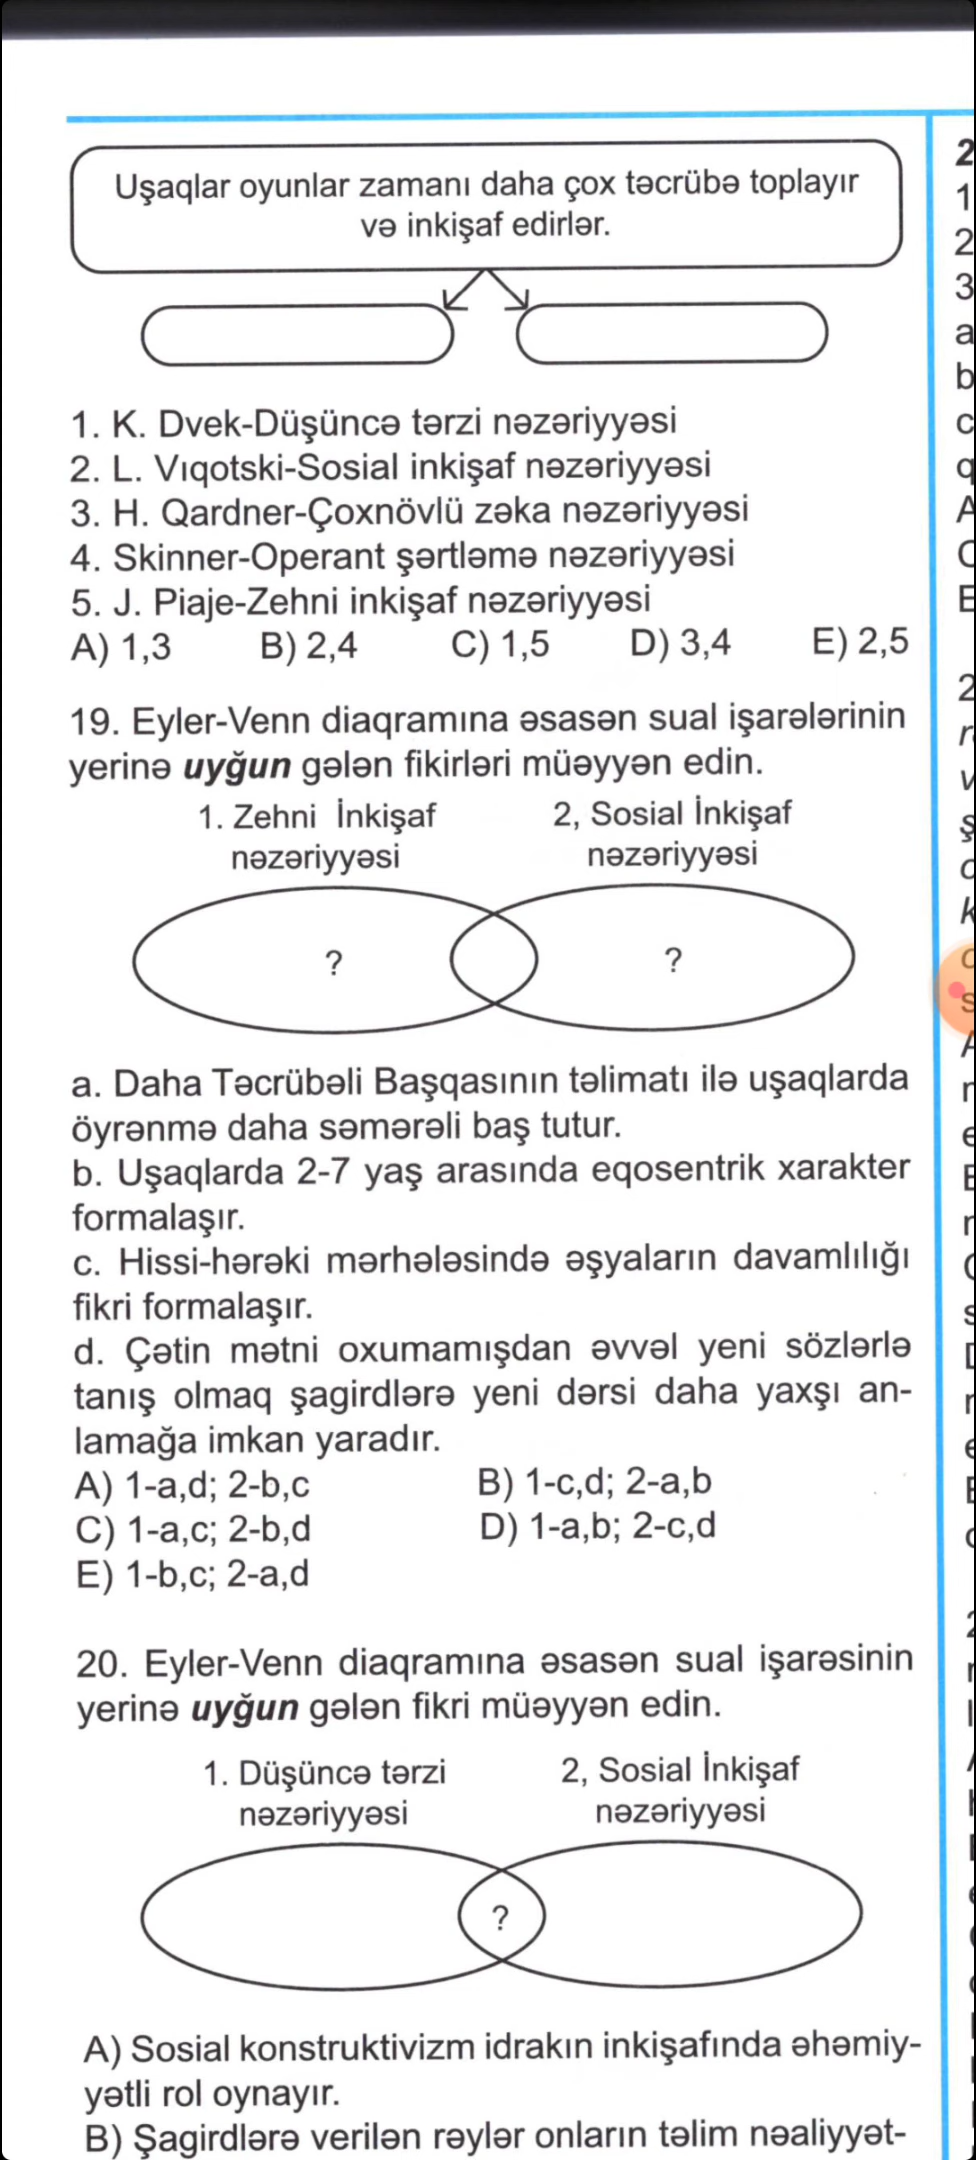 Uşaqlar oyunlar zamanı daha çox təcrübə toplayır
və inkişaf edirlər.
1. K. Dvek-Düşüncə tərzi nəzəriyyəsi
2. L. Vıqotski-Sosial inkişaf nəzəriyyəsi
3. H. Qardner-Çoxnövlü zəka nəzəriyyəsi
4. Skinner-Operant şərtləmə nəzəriyyəsi
5. J. Piaje-Zehni inkişaf nəzəriyyəsi
A) 1,3 B) 2,4 C) 1,5 D) 3,4 E) 2,5
19. Eyler-Venn diaqramına əsasən sual işarələrinin
yerinə uyğun gələn fikirləri müəyyən edin.
1. Zehni İnkişaf 2, Sosial İnkişaf
nəzəriyyəsi nəzəriyyəsi
? ?
a. Daha Təcrübəli Başqasının təlimatı ilə uşaqlarda
öyrənmə daha səmərəli baş tutur.
b. Uşaqlarda 2-7 yaş arasında eqosentrik xarakter
formalaşır.
c. Hissi-hərəki mərhələsində əşyaların davamlılığı
fikri formalaşır.
d. Çətin mətni oxumamışdan əvvəl yeni sözlərlə
tanış olmaq şagirdlərə yeni dərsi daha yaxşı an-
lamağa imkan yaradır.
A) 1-a,d; 2-b,c B) 1-c,d; 2-a,b
C) 1-a,c; 2-b,d D) 1-a,b; 2-c,d
E) 1-b,c; 2-a,d
20. Eyler-Venn diaqramına əsasən sual işarəsinin
yerinə uyğun gələn fikri müəyyən edin.
1. Düşüncə tərzi 2, Sosial İnkişaf
nəzəriyyəsi nəzəriyyəsi
?
A) Sosial konstruktivizm idrakın inkişafında əhəmiy-
yətli rol oynayır.
B) Şagirdlərə verilən rəylər onların təlim nəaliyyət-